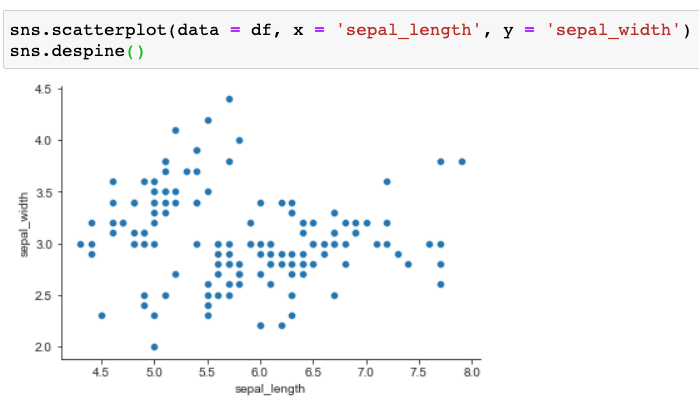 sns.scatterplot(data = df, x = 'sepal_length', y = 'sepal_width')
sns.despine()
4.5
4.0
3.5
3.0
2.5
2.0
sepal_width
4.5 5.0 5.5 6.0 6.5 7.0 7.5 8.0
sepal_length